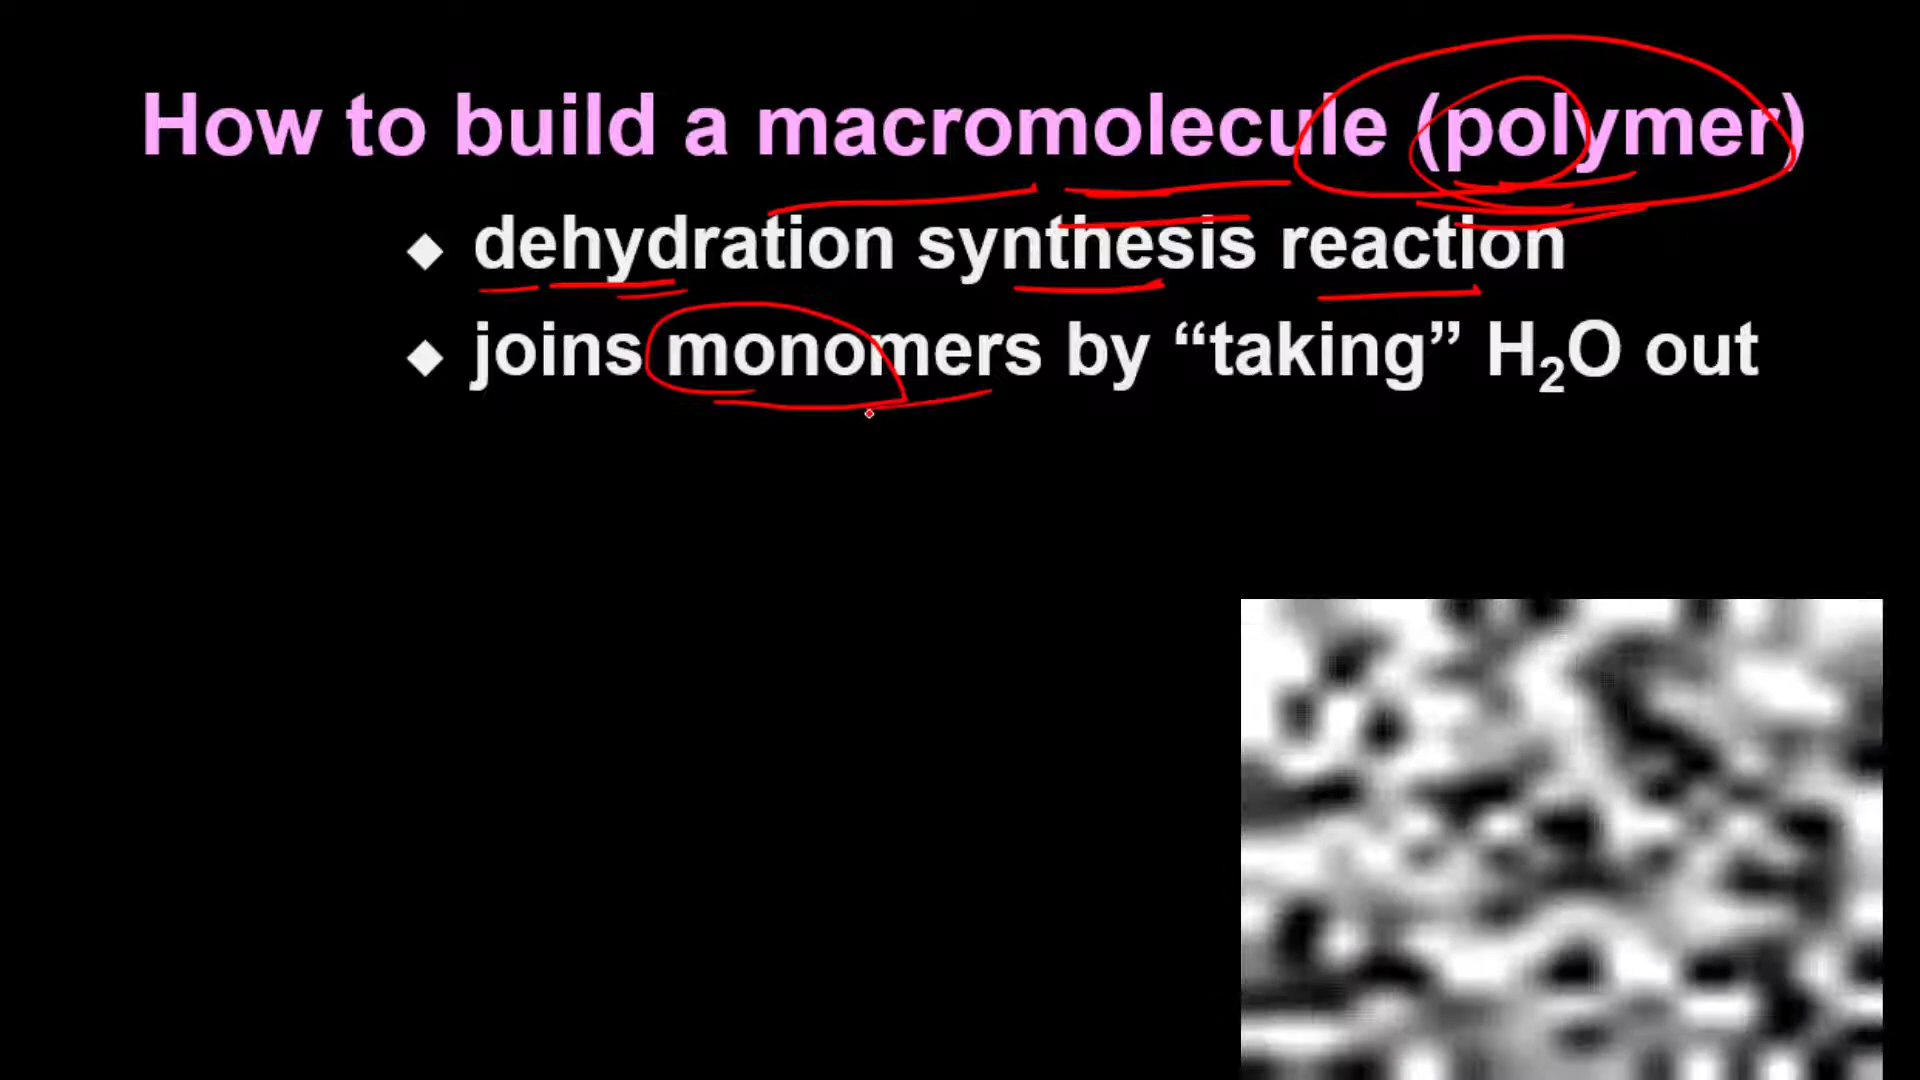 How to build a macromolecule (polymer)
◆ dehydration synthesis reaction
◆ joins monomers by “taking” H₂O out